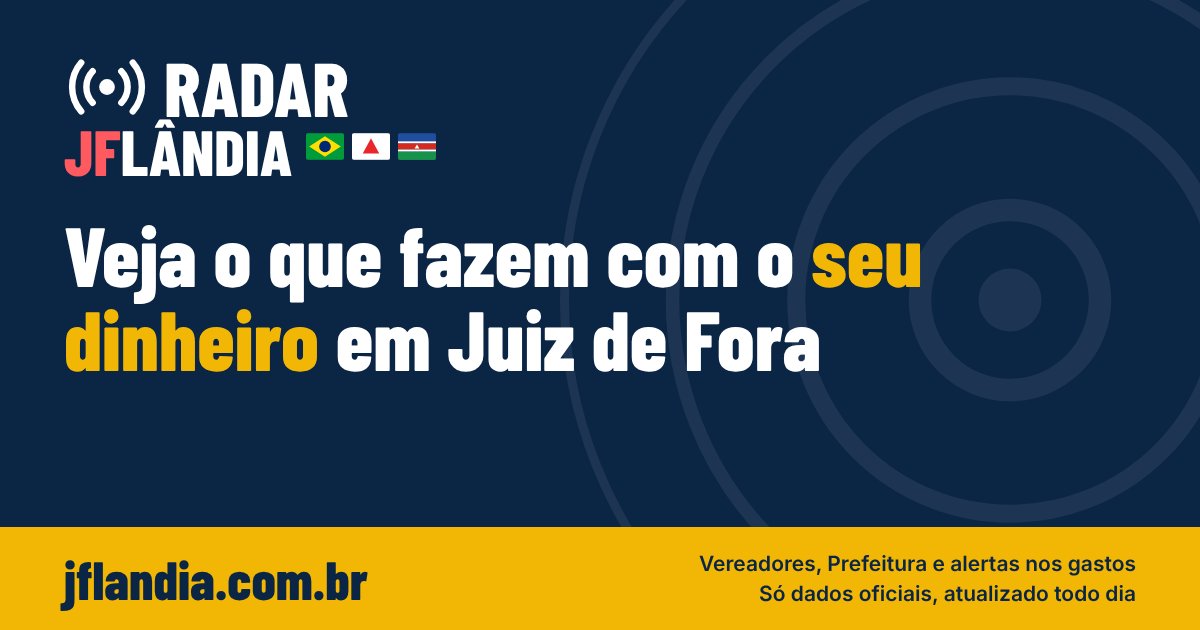 RADAR
JFLÂNDIA
Veja o que fazem com o seu
dinheiro em Juiz de Fora
jflandia.com.br
Vereadores, Prefeitura e alertas nos gastos
Só dados oficiais, atualizado todo dia